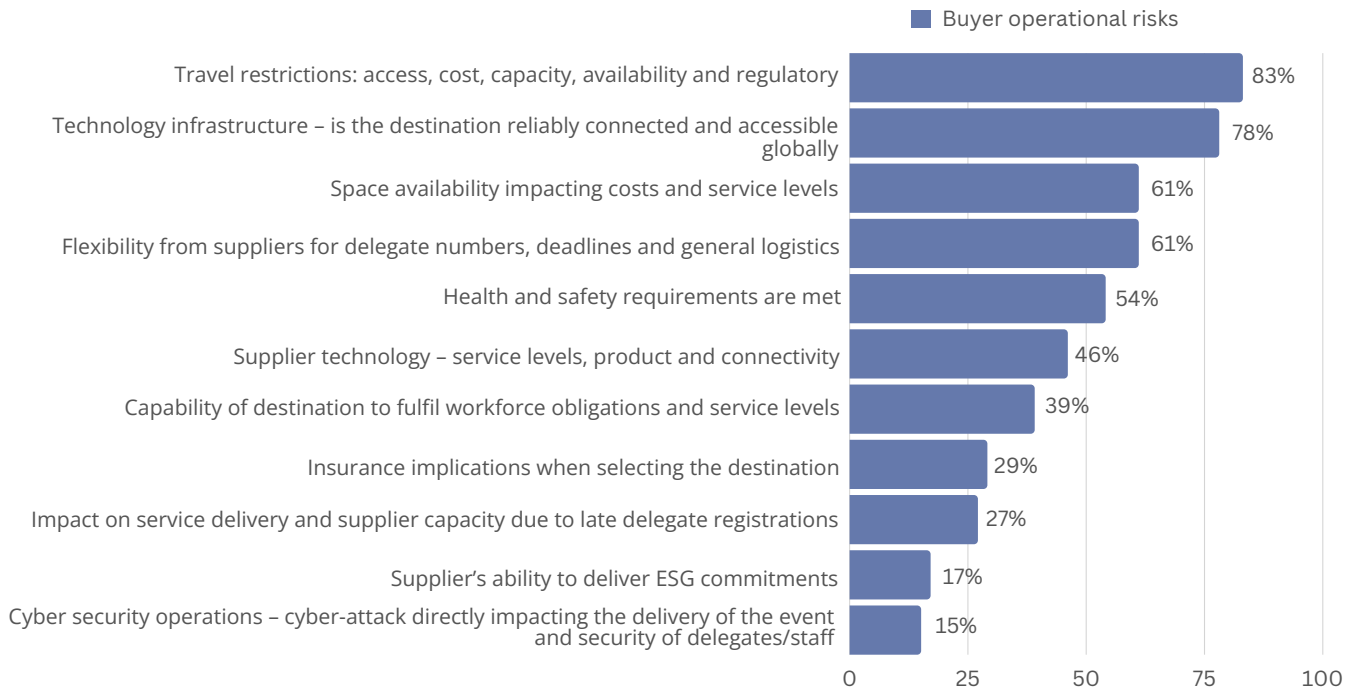 Buyer operational risks
Travel restrictions: access, cost, capacity, availability and regulatory
83%
Technology infrastructure – is the destination reliably connected and accessible
globally
78%
Space availability impacting costs and service levels
61%
Flexibility from suppliers for delegate numbers, deadlines and general logistics
61%
Health and safety requirements are met
54%
Supplier technology – service levels, product and connectivity
46%
Capability of destination to fulfil workforce obligations and service levels
39%
Insurance implications when selecting the destination
29%
Impact on service delivery and supplier capacity due to late delegate registrations
27%
Supplier’s ability to deliver ESG commitments
17%
Cyber security operations – cyber-attack directly impacting the delivery of the event
and security of delegates/staff
15%
0 25 50 75 100